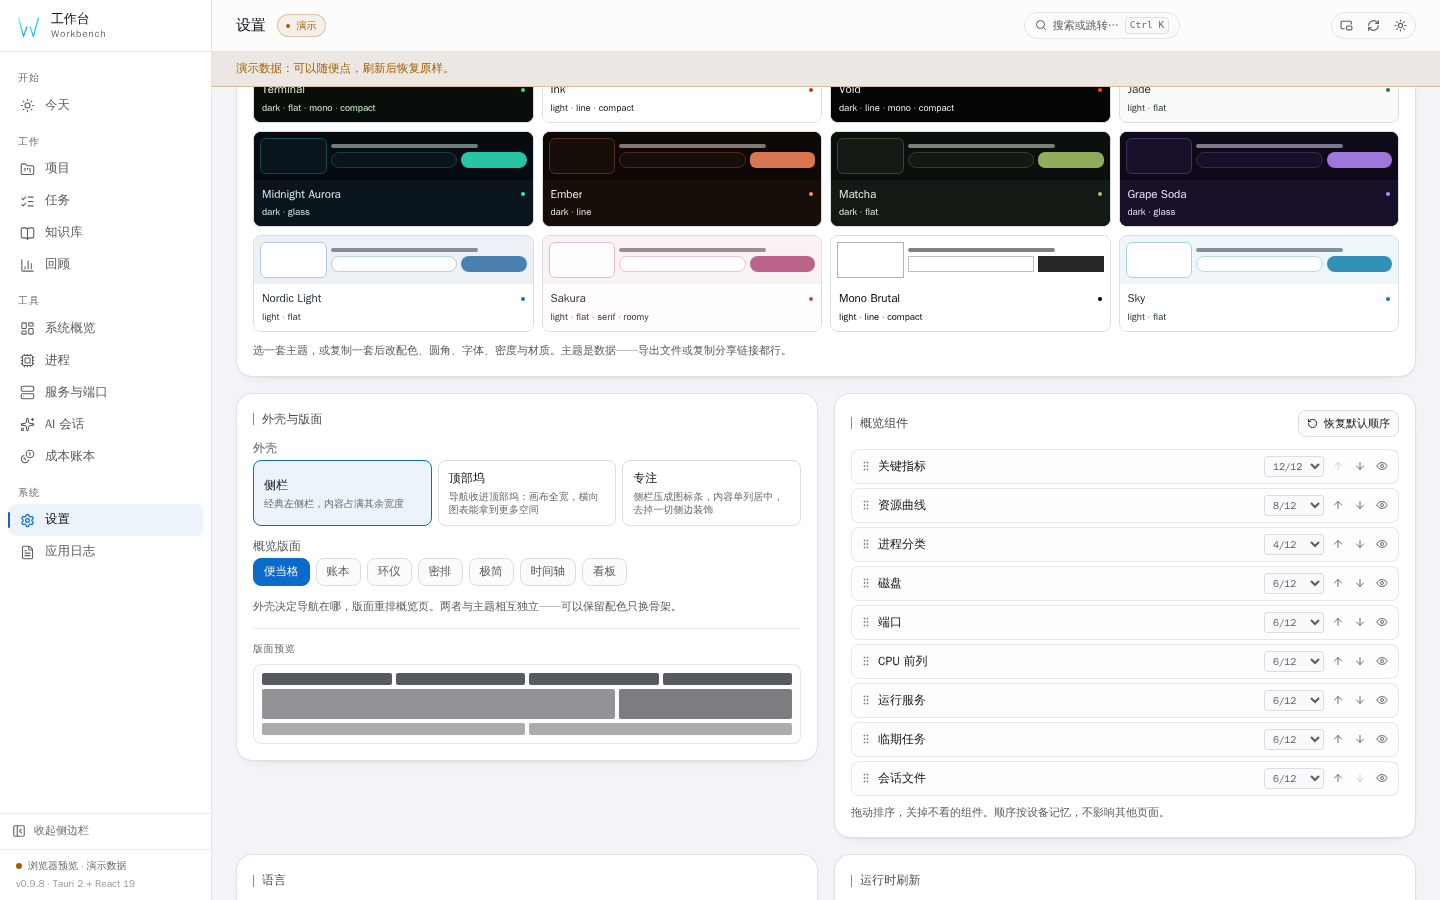 工作台
Workbench
设置
演示
搜索或跳转…
Ctrl K
演示数据：可以随便点，刷新后恢复原样。
开始
今天
工作
项目
任务
知识库
回顾
工具
系统概览
进程
服务与端口
AI 会话
成本账本
系统
设置
应用日志
收起侧边栏
浏览器预览 · 演示数据
v0.9.8 · Tauri 2 + React 19
Terminal
dark · flat · mono · compact
Ink
light · line · compact
Void
dark · line · mono · compact
Jade
light · flat
Midnight Aurora
dark · glass
Ember
dark · line
Matcha
dark · flat
Grape Soda
dark · glass
Nordic Light
light · flat
Sakura
light · flat · serif · roomy
Mono Brutal
light · line · compact
Sky
light · flat
选一套主题，或复制一套后改配色、圆角、字体、密度与材质。主题是数据——导出文件或复制分享链接都行。
外壳与版面
外壳
侧栏
经典左侧栏，内容占满其余宽度
顶部坞
导航收进顶部坞：画布全宽，横向
图表能拿到更多空间
专注
侧栏压成图标条，内容单列居中，
去掉一切侧边装饰
概览版面
便当格
账本
环仪
密排
极简
时间轴
看板
外壳决定导航在哪，版面重排概览页。两者与主题相互独立——可以保留配色只换骨架。
版面预览
概览组件
恢复默认顺序
关键指标
12/12
资源曲线
8/12
进程分类
4/12
磁盘
6/12
端口
6/12
CPU 前列
6/12
运行服务
6/12
临期任务
6/12
会话文件
6/12
拖动排序，关掉不看的组件。顺序按设备记忆，不影响其他页面。
语言
运行时刷新